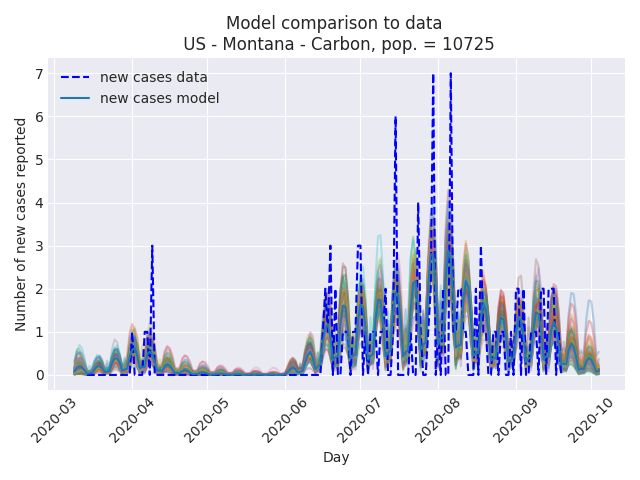 Model comparison to data
US - Montana - Carbon, pop. = 10725
new cases data
new cases model
Number of new cases reported
7
6
5
4
3
2
1
0
2020-03
2020-04
2020-05
2020-06
2020-07
2020-08
2020-09
2020-10
Day